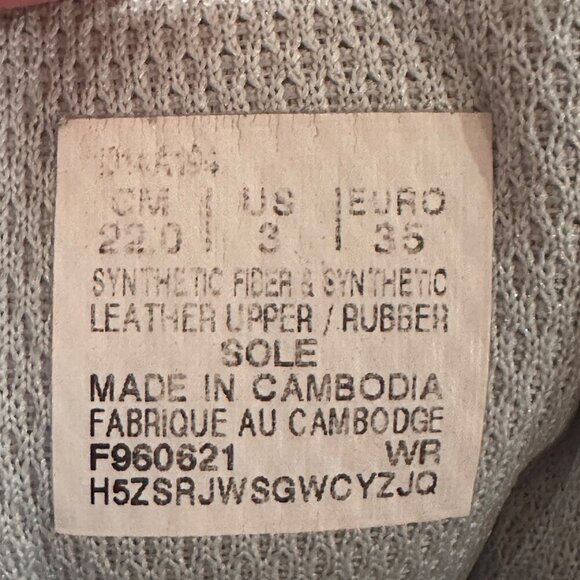 CM | US | EURO
22.0 | 3 | 35
SYNTHETIC FIBER & SYNTHETIC
LEATHER UPPER / RUBBER
SOLE
MADE IN CAMBODIA
FABRIQUE AU CAMBODGE
F960621 WR
H5ZSRJWSGWCYZJQ